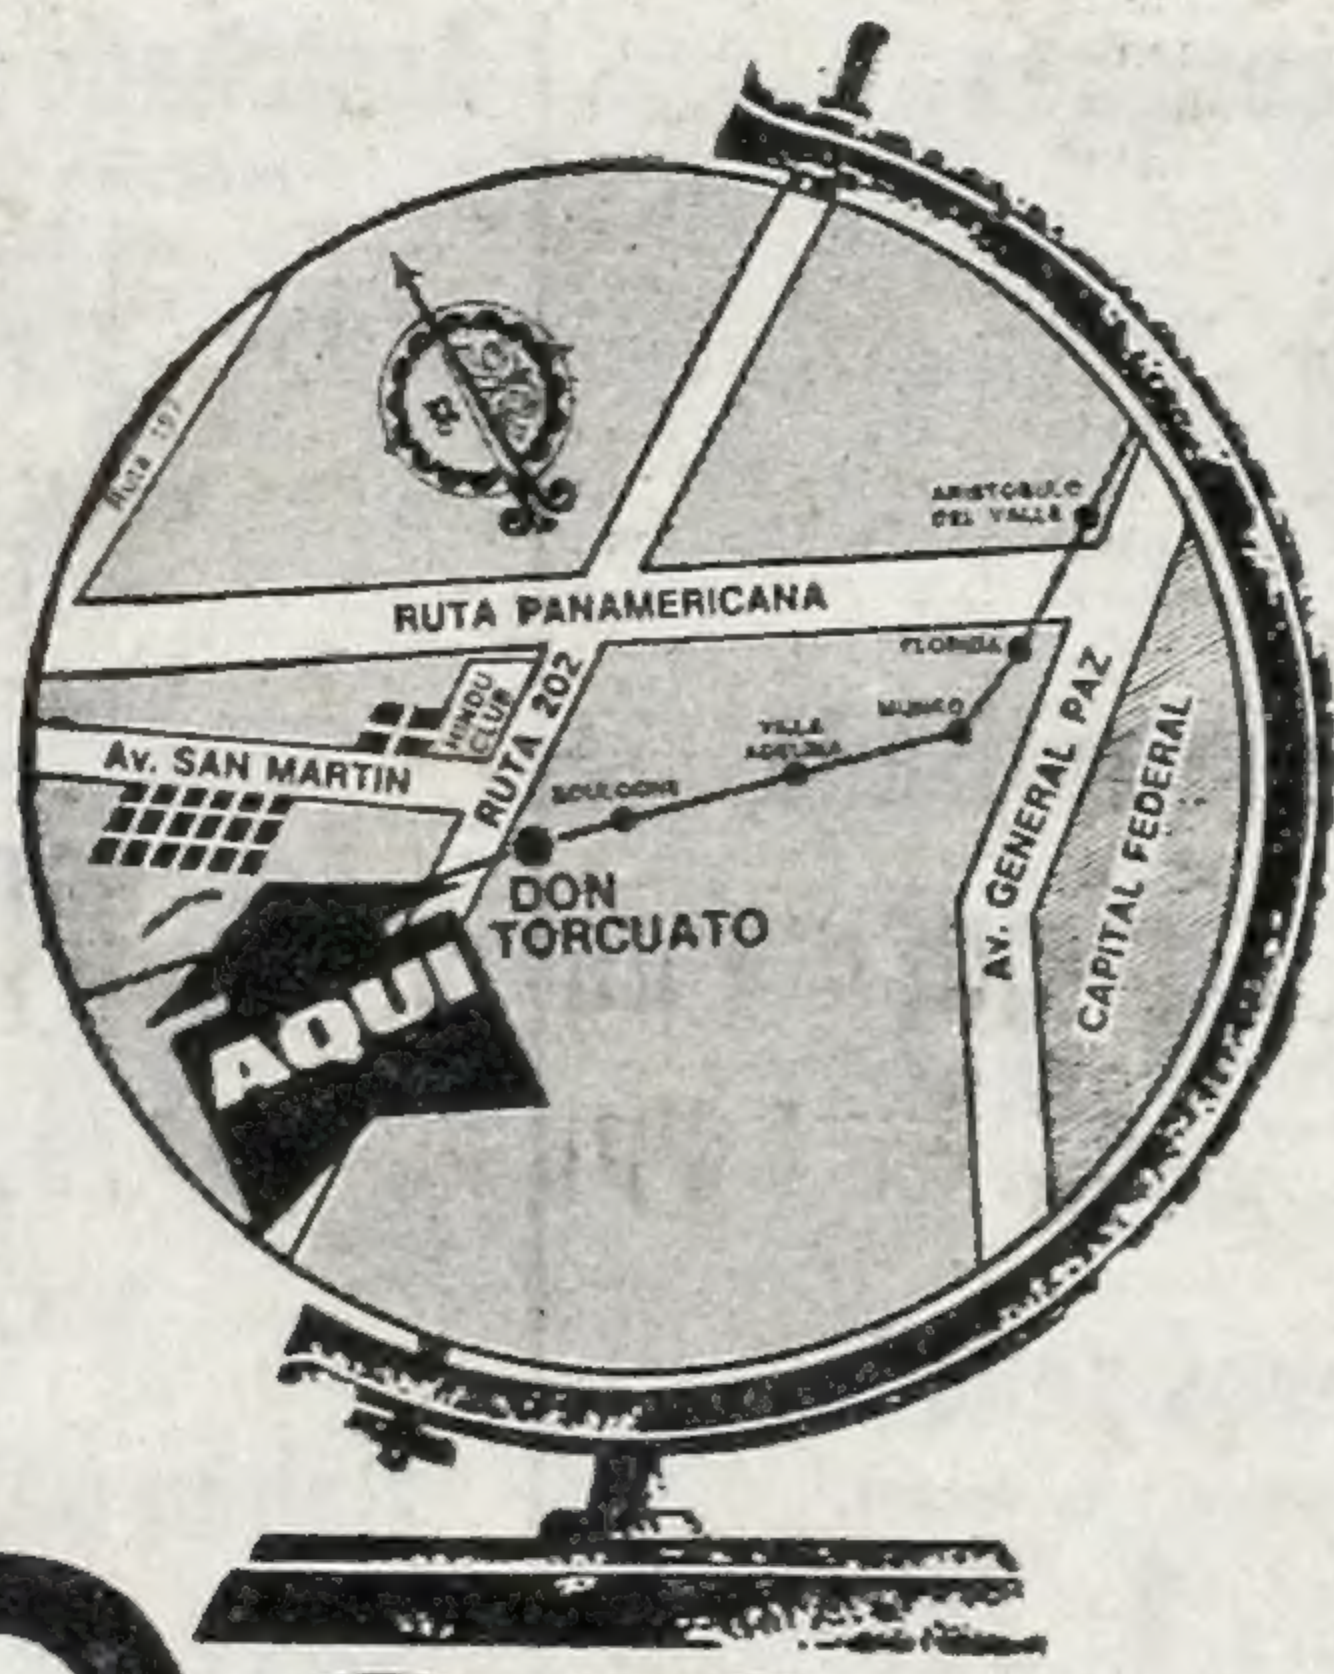 ARISTOBULO
DEL VALLE
RUTA PANAMERICANA
FLORIDA
HINDU
CLUB
RUTA 202
MUNRO
VILLA
ADELINA
Av. SAN MARTIN
BOULOGNE
AV. GENERAL PAZ
CAPITAL FEDERAL
DON
TORCUATO
AQUI